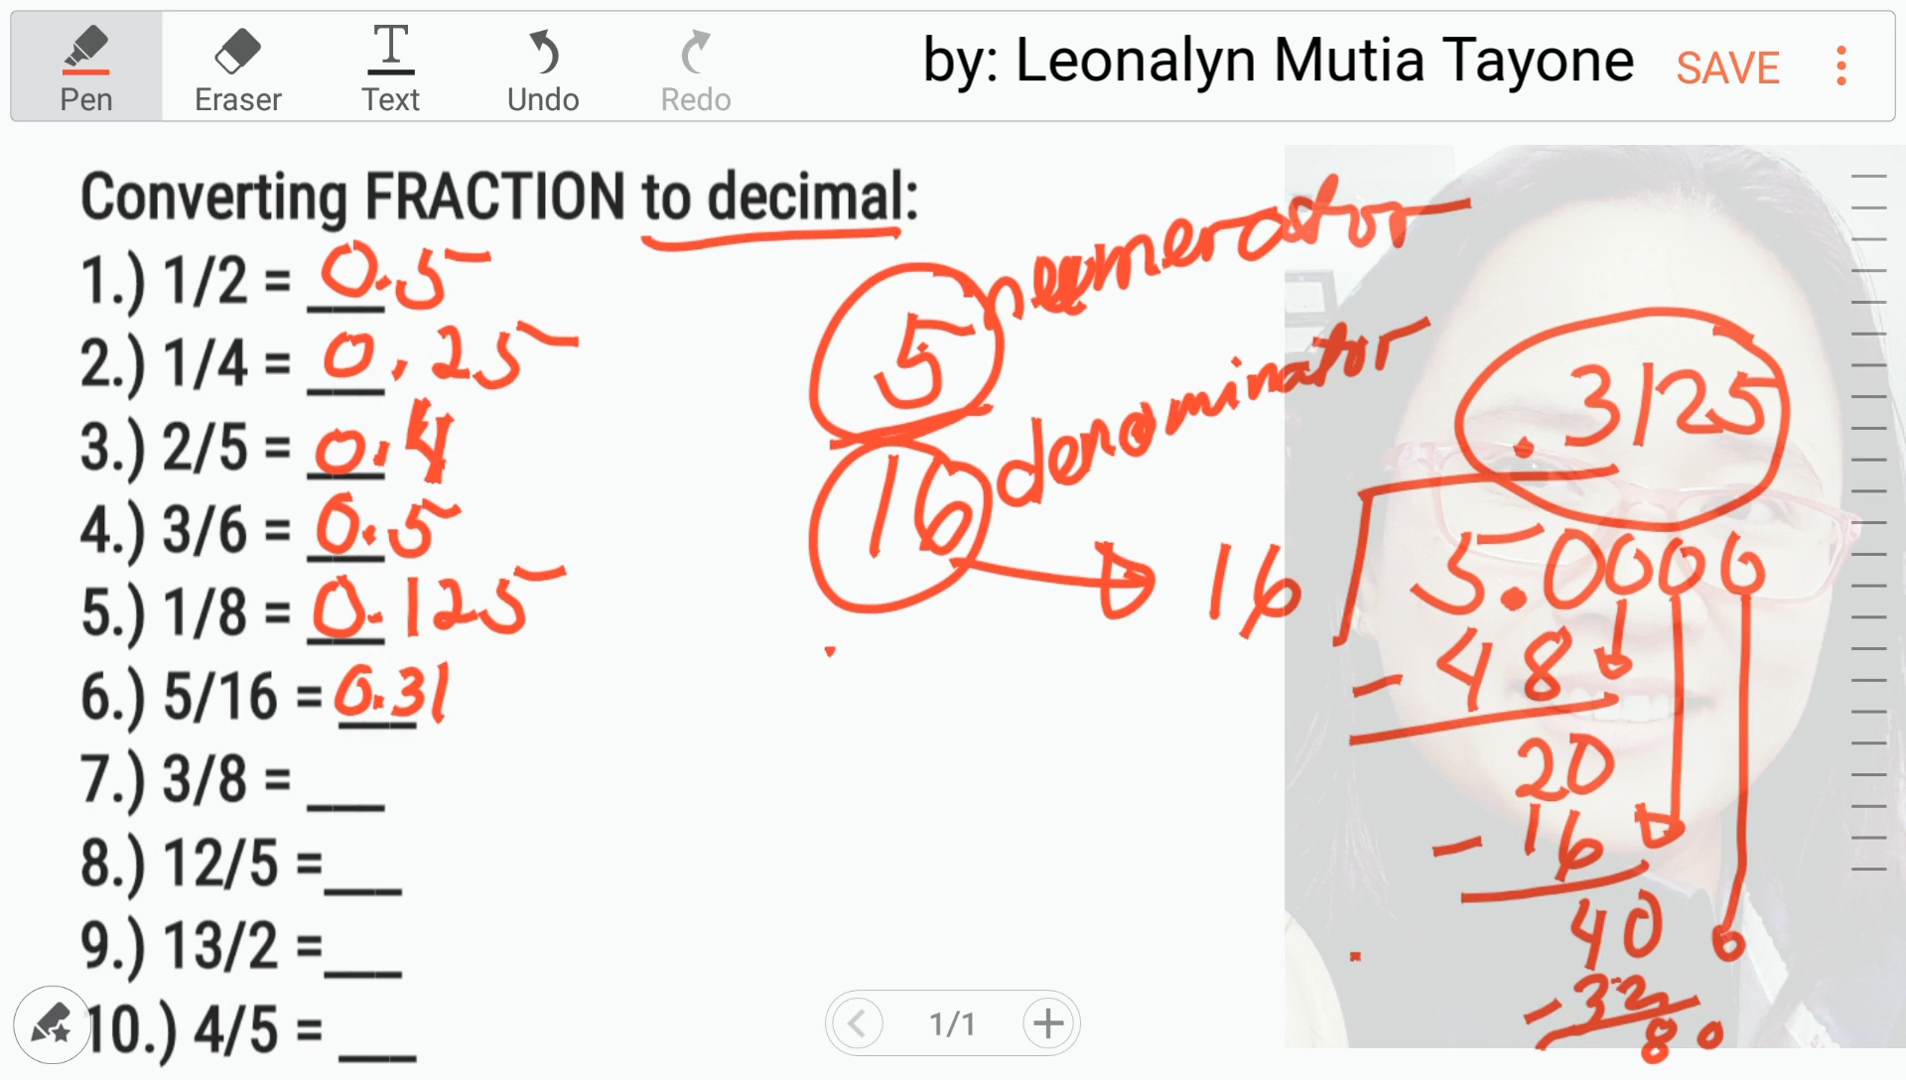 Pen Eraser Text Undo Redo by: Leonalyn Mutia Tayone SAVE
Converting FRACTION to decimal:
1.) 1/2 = 0.5
2.) 1/4 = 0.25
3.) 2/5 = 0.4
4.) 3/6 = 0.5
5.) 1/8 = 0.125
6.) 5/16 = 0.31
7.) 3/8 = ___
8.) 12/5 =___
9.) 13/2 =___
10.) 4/5 = ___
5 numerator
16 denominator
.3125
16 5.0000
- 48
20
- 16
40
- 32
80
1/1